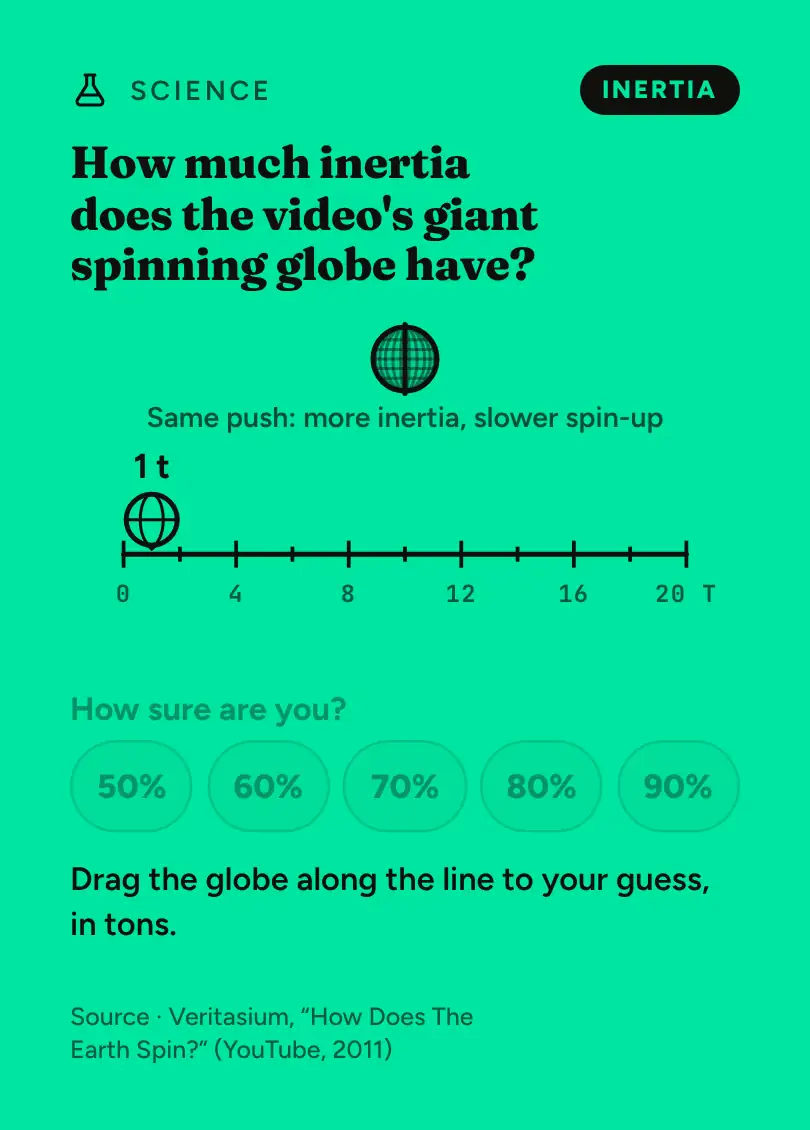 SCIENCE
INERTIA
How much inertia
does the video's giant
spinning globe have?
Same push: more inertia, slower spin-up
1 t
0 4 8 12 16 20 T
How sure are you?
50% 60% 70% 80% 90%
Drag the globe along the line to your guess,
in tons.
Source · Veritasium, “How Does The
Earth Spin?” (YouTube, 2011)